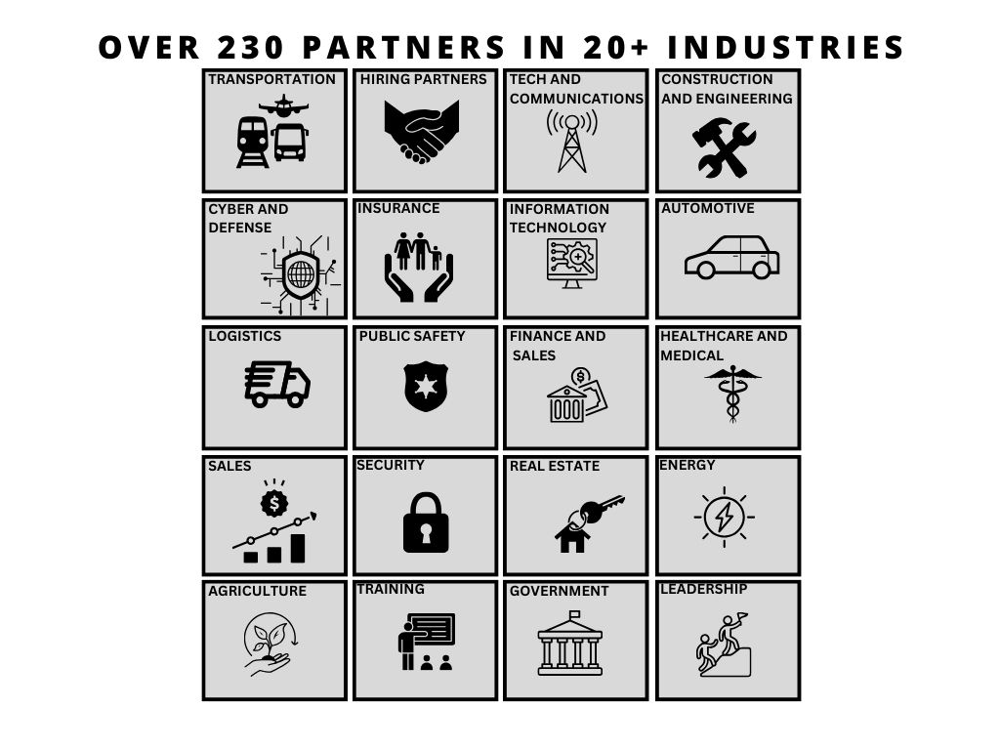 OVER 230 PARTNERS IN 20+ INDUSTRIES
TRANSPORTATION
HIRING PARTNERS
TECH AND
COMMUNICATIONS
CONSTRUCTION
AND ENGINEERING
CYBER AND
DEFENSE
INSURANCE
INFORMATION
TECHNOLOGY
AUTOMOTIVE
LOGISTICS
PUBLIC SAFETY
FINANCE AND
SALES
$
HEALTHCARE AND
MEDICAL
SALES
$
SECURITY
REAL ESTATE
ENERGY
AGRICULTURE
TRAINING
GOVERNMENT
LEADERSHIP